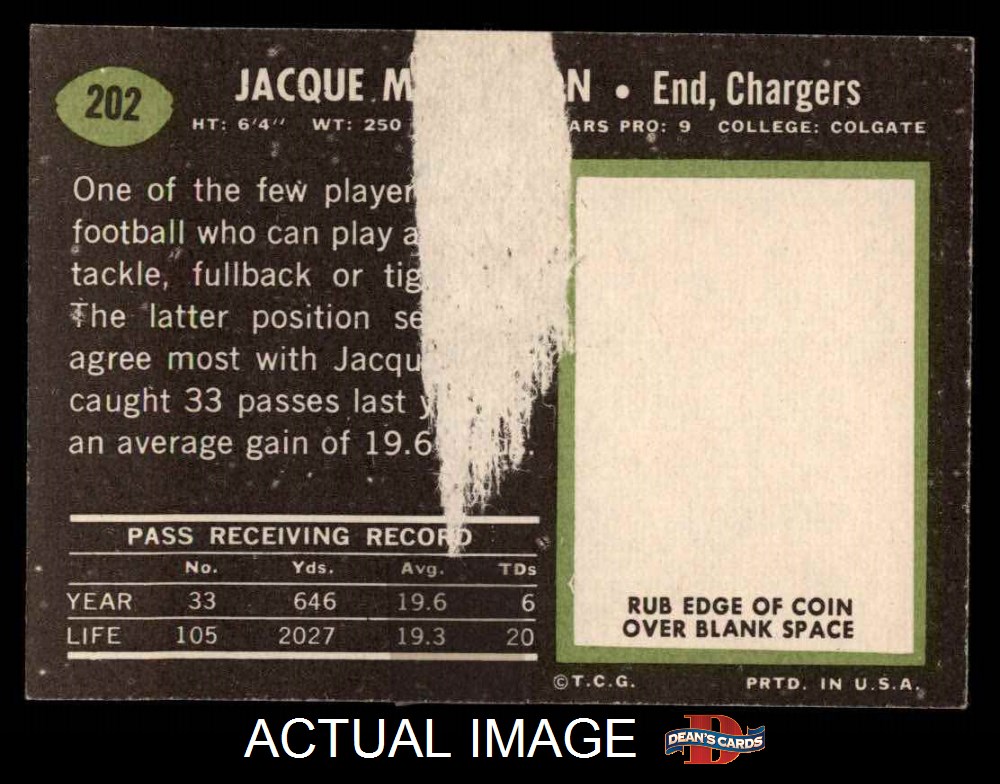 202
JACQUE M N • End, Chargers
HT: 6'4" WT: 250 ARS PRO: 9 COLLEGE: COLGATE
One of the few player
football who can play a
tackle, fullback or tig
The latter position se
agree most with Jacqu
caught 33 passes last y
an average gain of 19.6 .
PASS RECEIVING RECORD
No. Yds. Avg. TDs
YEAR 33 646 19.6 6
LIFE 105 2027 19.3 20
RUB EDGE OF COIN
OVER BLANK SPACE
©T.C.G. PRTD. IN U.S.A.
ACTUAL IMAGE D DEAN'S CARDS